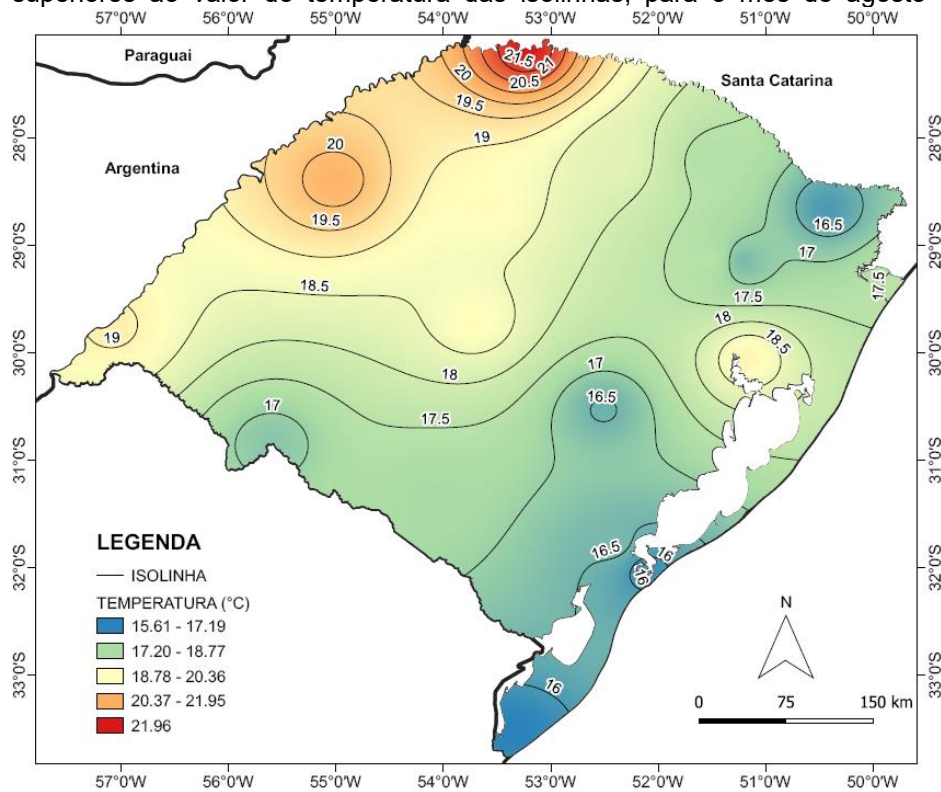 superiores ao valor de temperatura das isolinhas, para o mês de agosto
57°0'W 56°0'W 55°0'W 54°0'W 53°0'W 52°0'W 51°0'W 50°0'W
Paraguai
Santa Catarina
Argentina
28°0'S 28°0'S
29°0'S 29°0'S
30°0'S 30°0'S
31°0'S 31°0'S
32°0'S 32°0'S
33°0'S 33°0'S
21.5
21
20
20.5
19.5
19
20
19.5
16.5
17
17.5
18.5
17.5
18
18.5
19
18
17
16.5
17
17.5
16.5
16
16
16
LEGENDA
ISOLINHA
TEMPERATURA (°C)
15.61 - 17.19
17.20 - 18.77
18.78 - 20.36
20.37 - 21.95
21.96
N
0 75 150 km
57°0'W 56°0'W 55°0'W 54°0'W 53°0'W 52°0'W 51°0'W 50°0'W